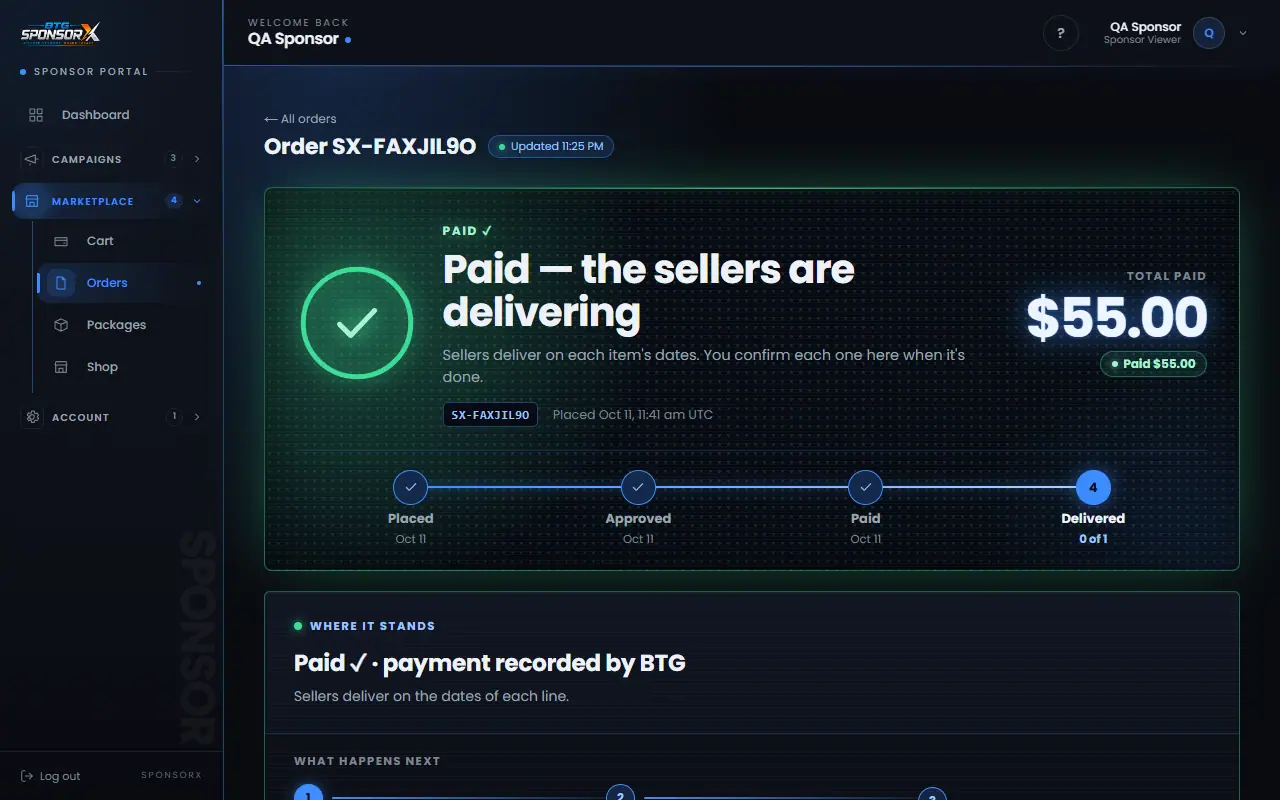 BTG
SPONSORX
SPONSOR PORTAL
Dashboard
CAMPAIGNS 3
MARKETPLACE 4
Cart
Orders
Packages
Shop
ACCOUNT 1
SPONSOR
Log out
SPONSORX
WELCOME BACK
QA Sponsor
?
QA Sponsor
Sponsor Viewer
Q
← All orders
Order SX-FAXJIL9O
Updated 11:25 PM
PAID ✓
Paid — the sellers are
delivering
Sellers deliver on each item's dates. You confirm each one here when it's
done.
SX-FAXJIL9O
Placed Oct 11, 11:41 am UTC
TOTAL PAID
$55.00
Paid $55.00
Placed
Oct 11
Approved
Oct 11
Paid
Oct 11
4
Delivered
0 of 1
WHERE IT STANDS
Paid ✓ · payment recorded by BTG
Sellers deliver on the dates of each line.
WHAT HAPPENS NEXT
1
2
3